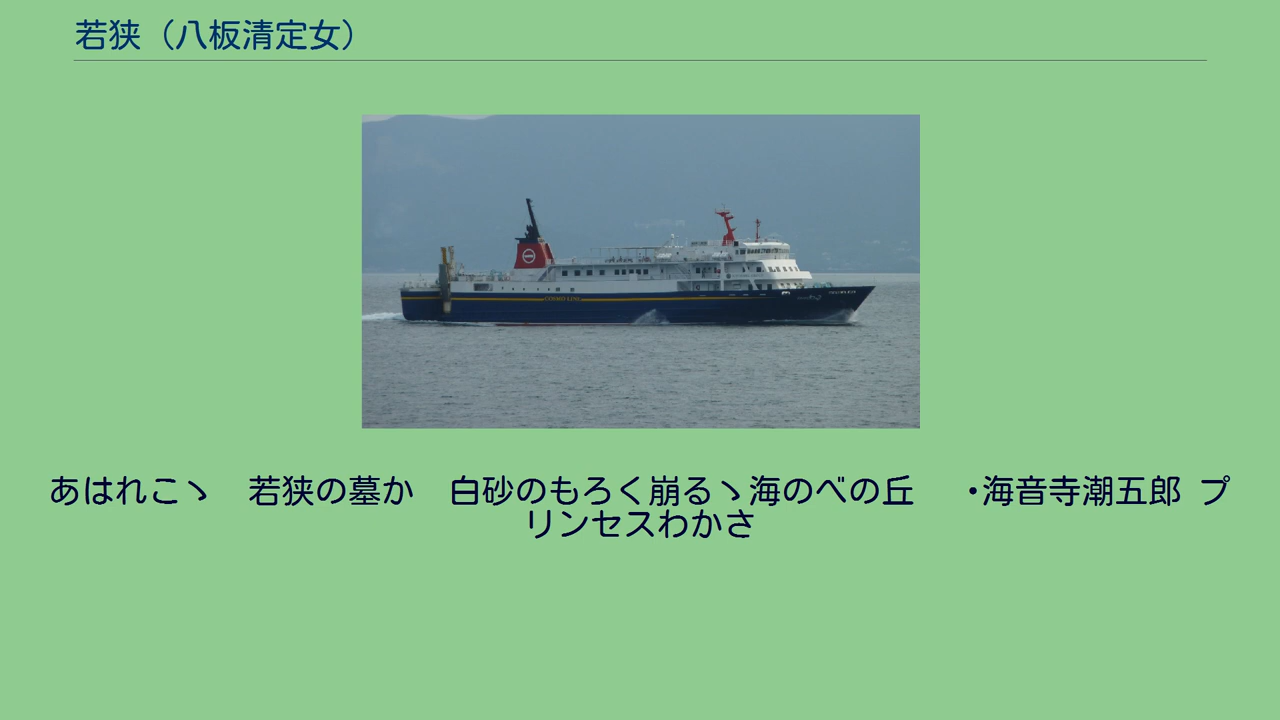 若狭（八板清定女）
COSMO LINE
あはれこゝ　若狭の墓か　白砂のもろく崩るゝ海のべの丘　 ・海音寺潮五郎 プ
リンセスわかさ